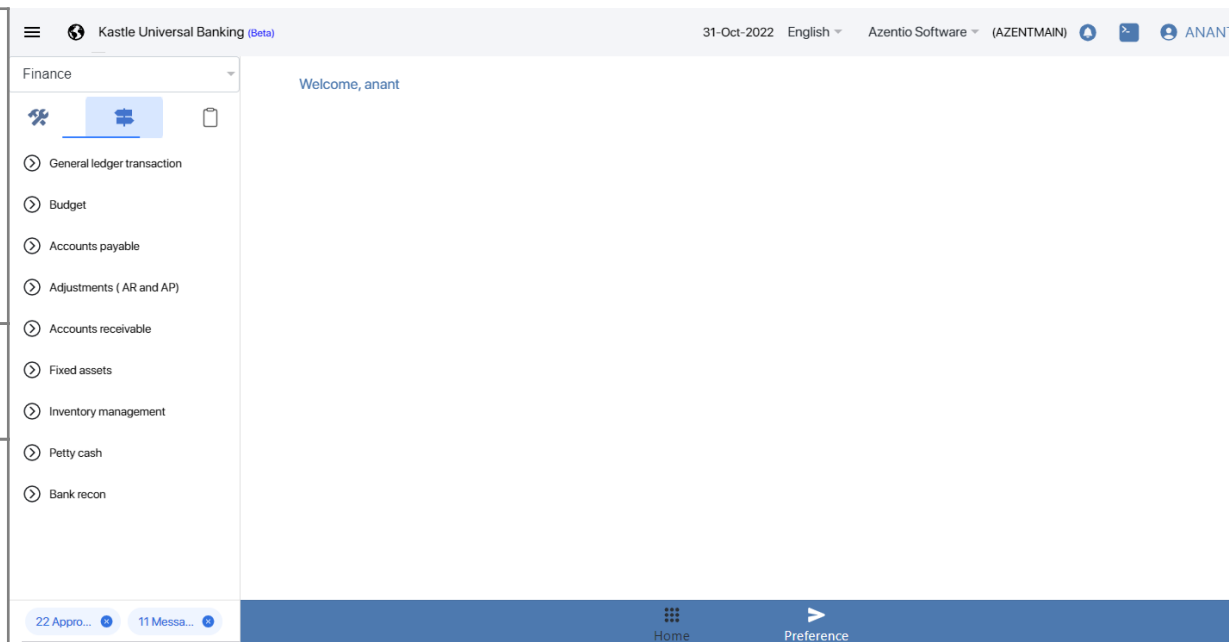 Kastle Universal Banking (Beta) 31-Oct-2022 English Azentio Software (AZENTMAIN) ANANT
Finance
Welcome, anant
General ledger transaction
Budget
Accounts payable
Adjustments ( AR and AP)
Accounts receivable
Fixed assets
Inventory management
Petty cash
Bank recon
22 Appro... 11 Messa...
Home Preference